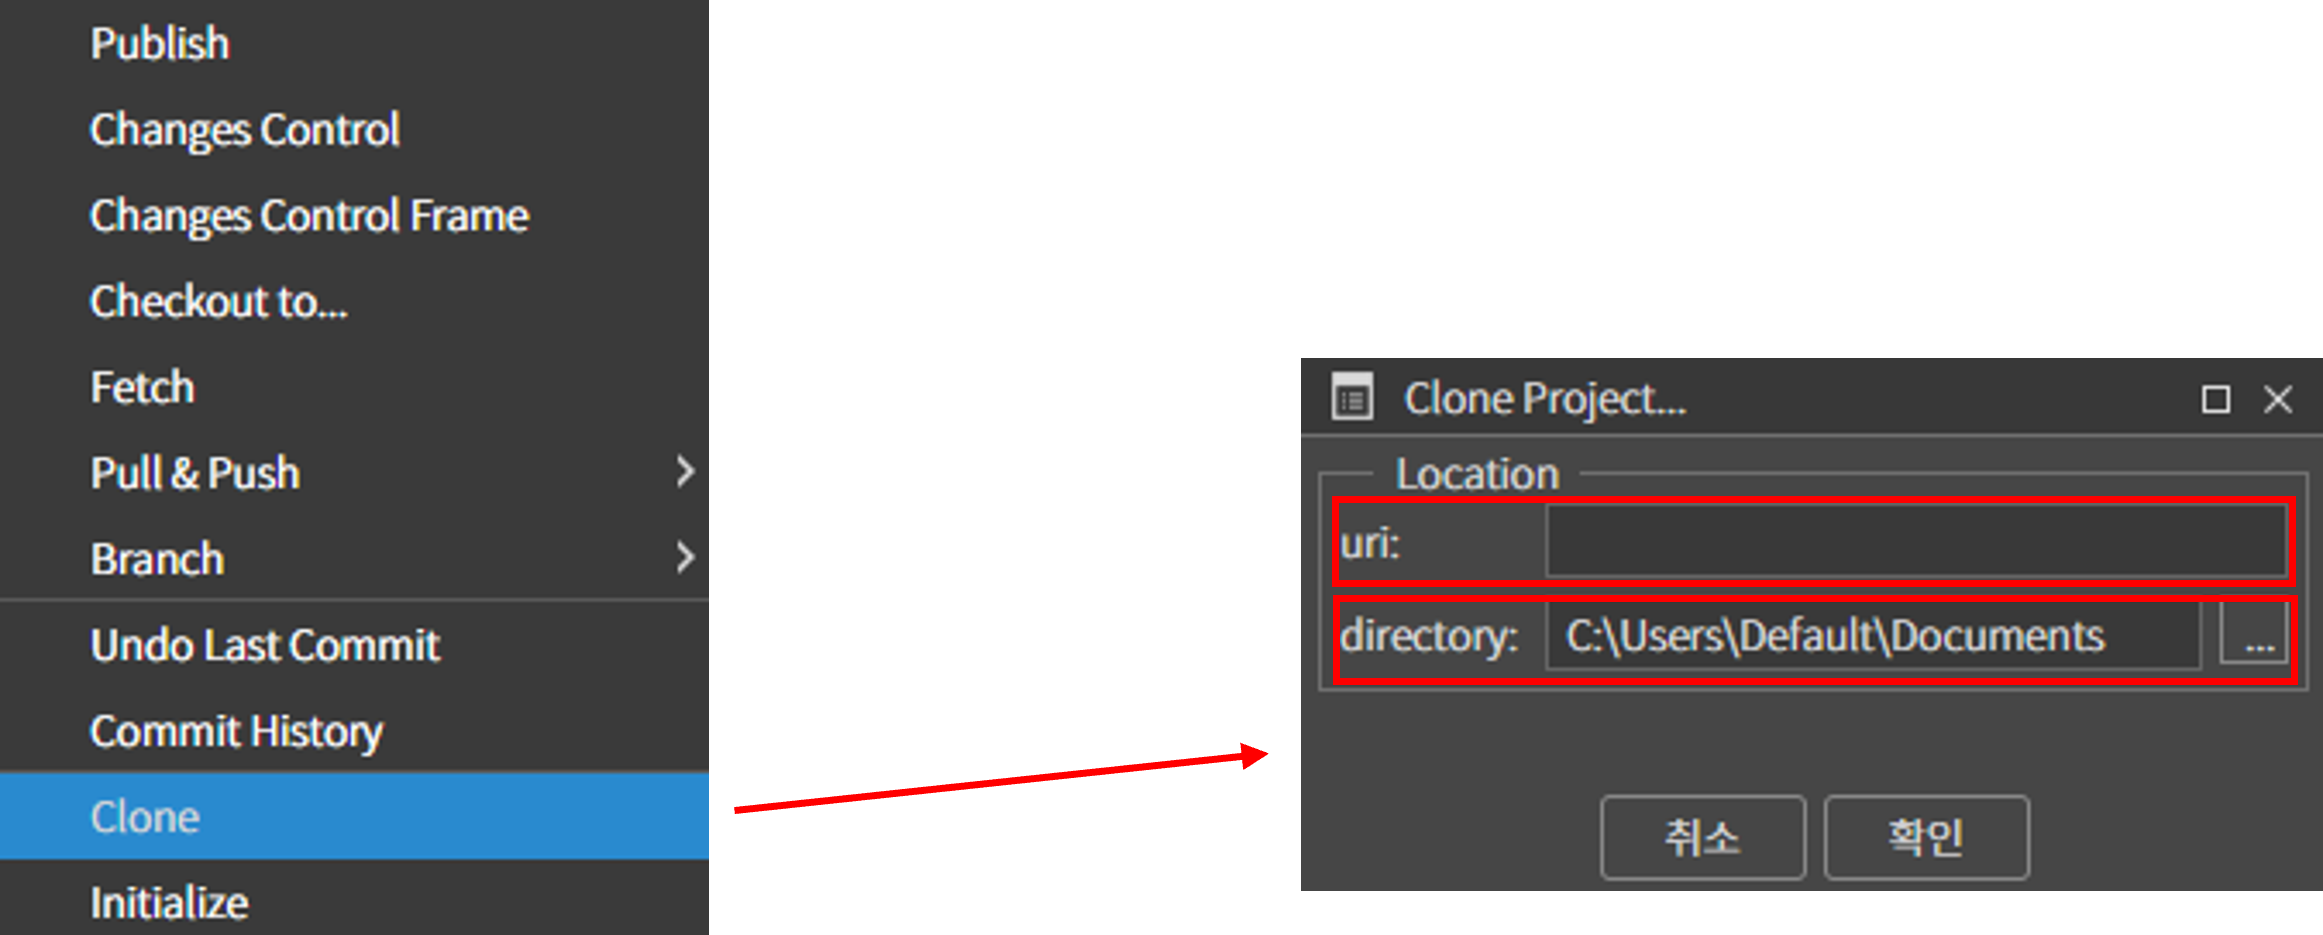 Publish
Changes Control
Changes Control Frame
Checkout to...
Fetch
Pull & Push
Branch
Undo Last Commit
Commit History
Clone
Initialize
Clone Project...
Location
uri:
directory: C:\Users\Default\Documents ...
취소 확인